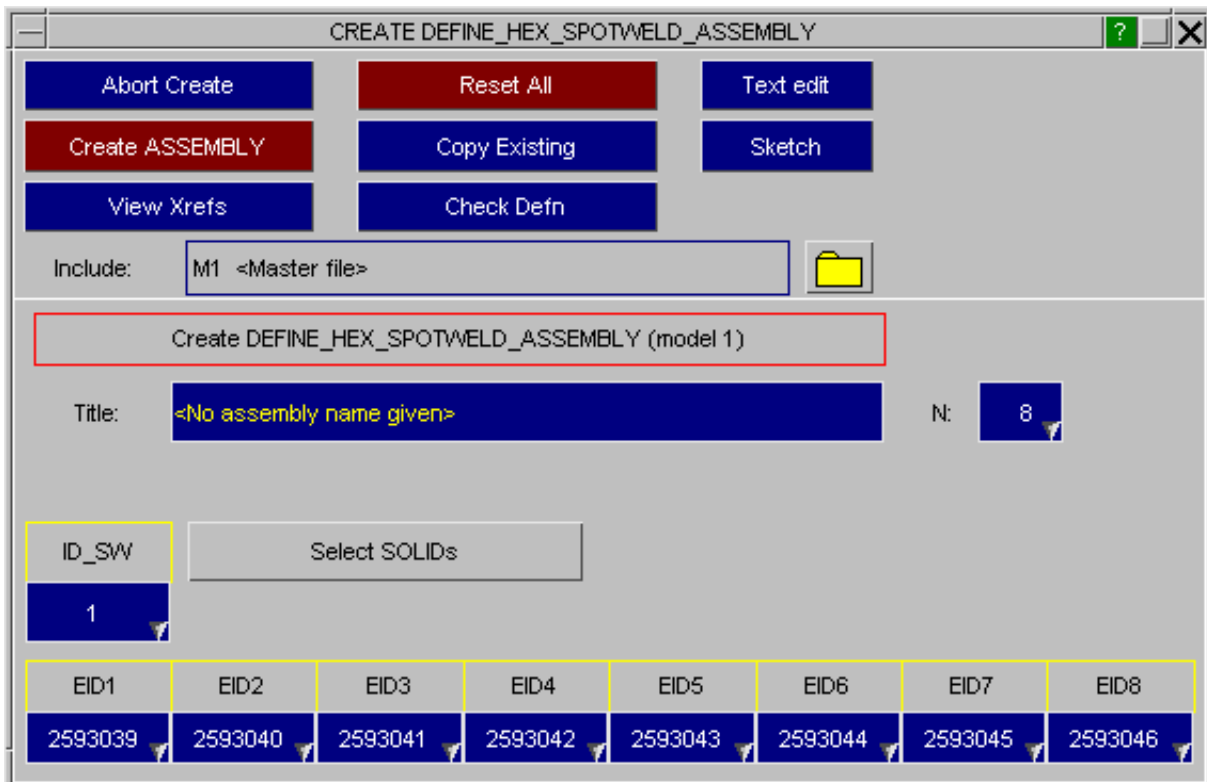 CREATE DEFINE_HEX_SPOTWELD_ASSEMBLY ?
Abort Create Reset All Text edit
Create ASSEMBLY Copy Existing Sketch
View Xrefs Check Defn
Include: M1 <Master file>
Create DEFINE_HEX_SPOTWELD_ASSEMBLY (model 1)
Title: <No assembly name given> N: 8
ID_SW Select SOLIDs
1
EID1 EID2 EID3 EID4 EID5 EID6 EID7 EID8
2593039 2593040 2593041 2593042 2593043 2593044 2593045 2593046